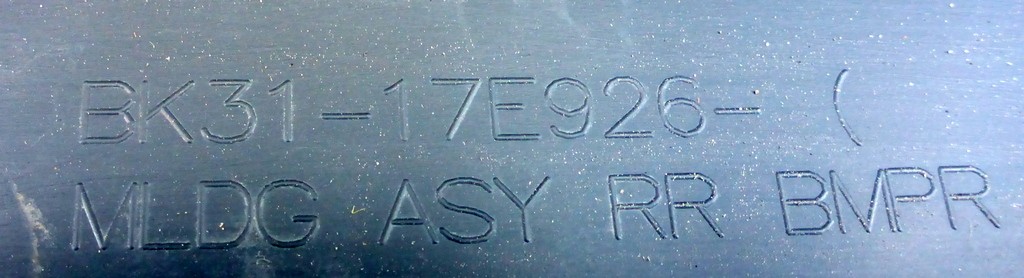 BK31-17E926- (
MLDG ASY RR BMPR